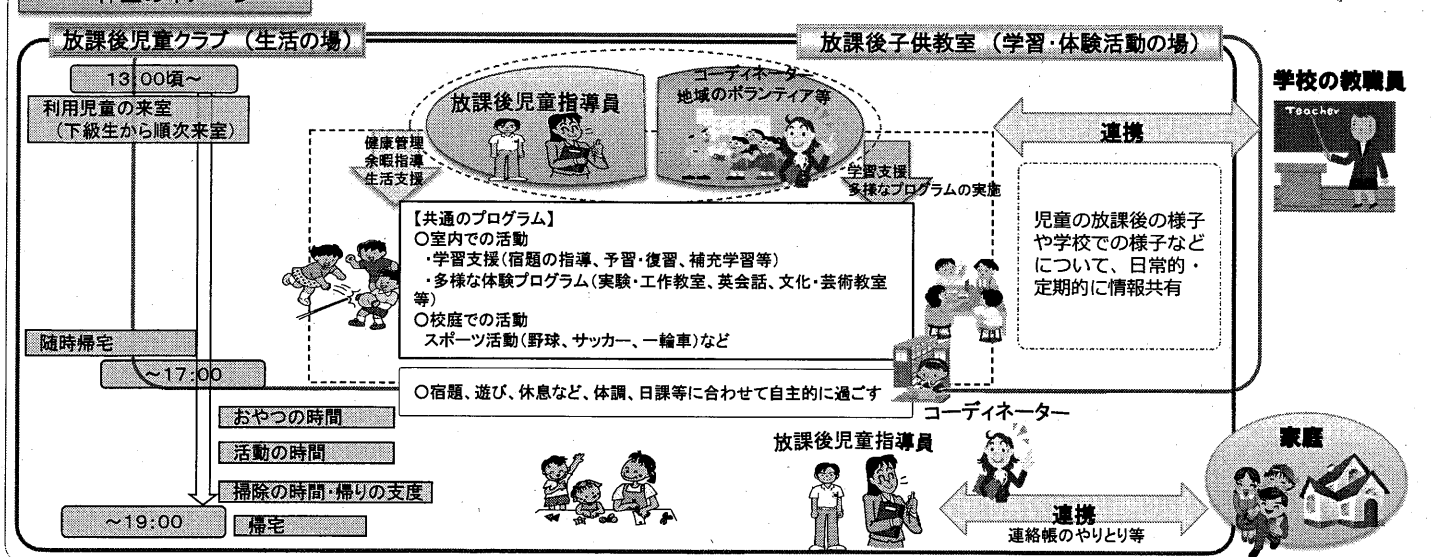 放課後児童クラブ （生活の場）
放課後子供教室 （学習・体験活動の場）
13:00頃～
利用児童の来室
（下級生から順次来室）
放課後児童指導員
コーディネーター
地域のボランティア等
健康管理
余暇指導
生活支援
学習支援
多様なプログラムの実施
学校の教職員
Teacher
連携
児童の放課後の様子
や学校での様子など
について、日常的・
定期的に情報共有
【共通のプログラム】
○室内での活動
・学習支援（宿題の指導、予習・復習、補充学習等）
・多様な体験プログラム（実験・工作教室、英会話、文化・芸術教室
等）
○校庭での活動
スポーツ活動（野球、サッカー、一輪車）など
随時帰宅
～17:00
○宿題、遊び、休息など、体調、日課等に合わせて自主的に過ごす
おやつの時間
活動の時間
掃除の時間・帰りの支度
～19:00
帰宅
コーディネーター
放課後児童指導員
連携
連絡帳のやりとり等
家庭